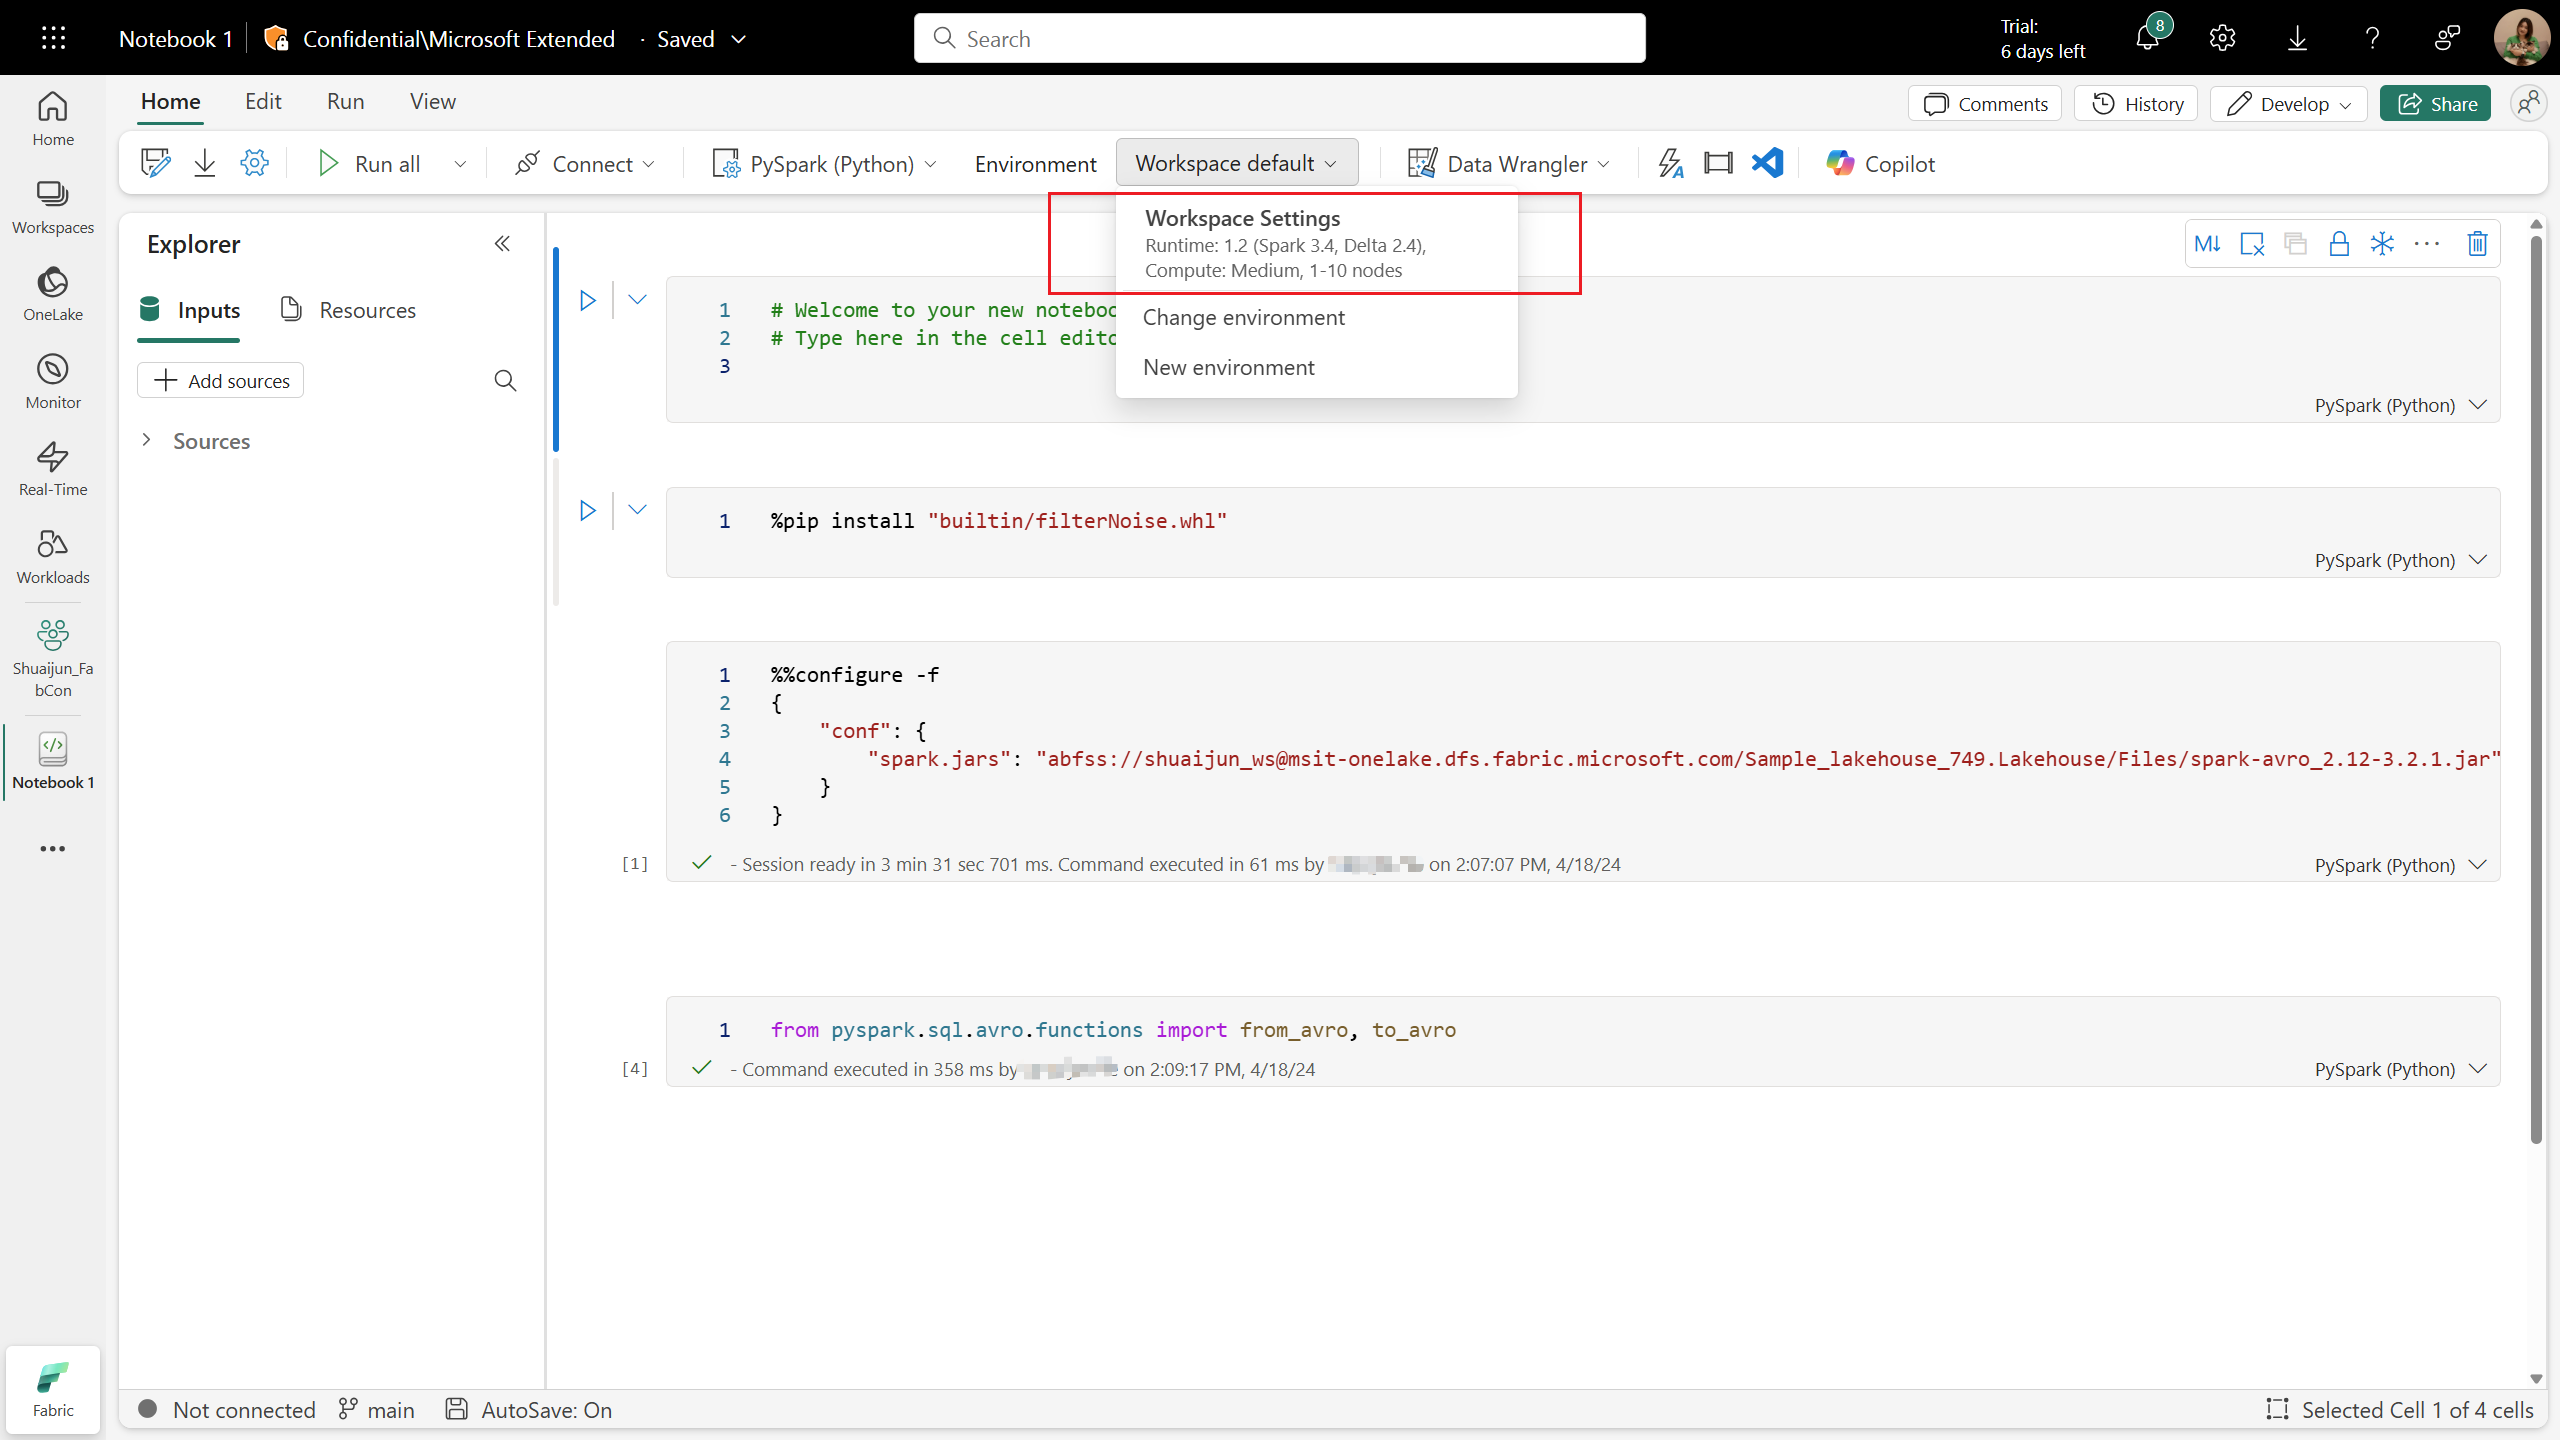 Notebook 1
Confidential\Microsoft Extended · Saved
Search
Trial:
6 days left
8
Home Edit Run View
Comments History Develop Share
Run all Connect PySpark (Python) Environment Workspace default Data Wrangler Copilot
Home
Workspaces
OneLake
Monitor
Real-Time
Workloads
Shuaijun_Fa
bCon
Notebook 1
Fabric
Explorer
Inputs Resources
Add sources
Sources
Workspace Settings
Runtime: 1.2 (Spark 3.4, Delta 2.4),
Compute: Medium, 1-10 nodes
Change environment
New environment
M↓
1 # Welcome to your new noteboo
2 # Type here in the cell edito
3
PySpark (Python)
1 %pip install "builtin/filterNoise.whl"
PySpark (Python)
1 %%configure -f
2 {
3 "conf": {
4 "spark.jars": "abfss://shuaijun_ws@msit-onelake.dfs.fabric.microsoft.com/Sample_lakehouse_749.Lakehouse/Files/spark-avro_2.12-3.2.1.jar"
5 }
6 }
[1] - Session ready in 3 min 31 sec 701 ms. Command executed in 61 ms by on 2:07:07 PM, 4/18/24
PySpark (Python)
1 from pyspark.sql.avro.functions import from_avro, to_avro
[4] - Command executed in 358 ms by on 2:09:17 PM, 4/18/24
PySpark (Python)
Not connected main AutoSave: On
Selected Cell 1 of 4 cells